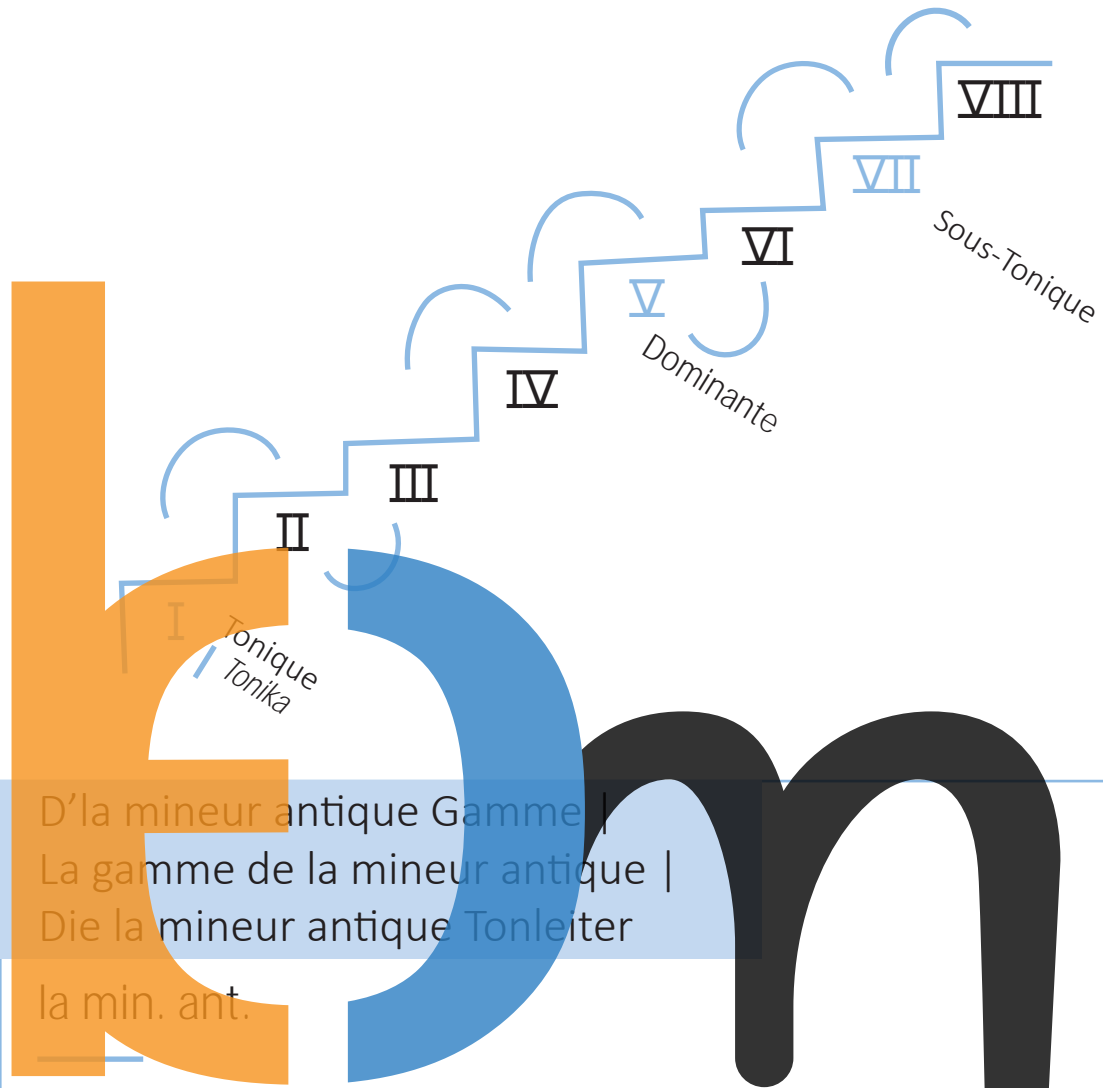 VIII
VII
Sous-Tonique
VI
V
Dominante
IV
III
II
I
Tonique
Tonika
D’la mineur antique Gamme |
La gamme de la mineur antique |
Die la mineur antique Tonleiter
la min. ant.